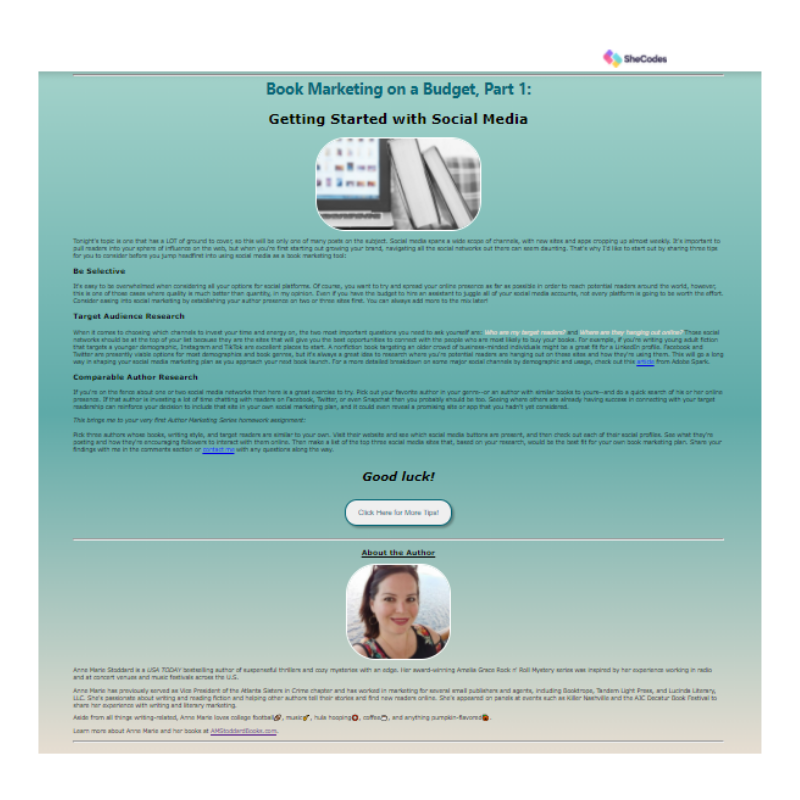 SheCodes
Book Marketing on a Budget, Part 1:
Getting Started with Social Media
Tonight's topic is one that has a LOT of ground to cover, so this will be only one of many posts on the subject. Social media spans a wide scope of channels, with new sites and apps cropping up almost weekly. It's important to
pull readers into your sphere of influence on the web, but when you're first starting out growing your brand, navigating all the social networks out there can seem daunting. That's why I'd like to start out by sharing three tips
for you to consider before you jump headfirst into using social media as a book marketing tool:
Be Selective
It's easy to be overwhelmed when considering all your options for social platforms. Of course, you want to try and spread your online presence as far as possible in order to reach potential readers around the world, however,
this is one of those cases where quality is much better than quantity, in my opinion. Even if you have the budget to hire an assistant to juggle all of your social media accounts, not every platform is going to be worth the effort.
Consider easing into social marketing by establishing your author presence on two or three sites first. You can always add more to the mix later!
Target Audience Research
When it comes to choosing which channels to invest your time and energy on, the two most important questions you need to ask yourself are: Who are my target readers? and Where are they hanging out online? Those social
networks should be at the top of your list because they are the sites that will give you the best opportunities to connect with the people who are most likely to buy your books. For example, if you're writing young adult fiction
that targets a younger demographic, Instagram and TikTok are excellent places to start. A nonfiction book targeting an older crowd of business-minded individuals might be a great fit for a LinkedIn profile. Facebook and
Twitter are presently viable options for most demographics and book genres, but it's always a great idea to research where you're potential readers are hanging out on these sites and how they're using them. This will go a long
way in shaping your social media marketing plan as you approach your next book launch. For a more detailed breakdown on some major social channels by demographic and usage, check out this article from Adobe Spark.
Comparable Author Research
If you're on the fence about one or two social media networks then here is a great exercise to try. Pick out your favorite author in your genre--or an author with similar books to yours--and do a quick search of his or her online
presence. If that author is investing a lot of time chatting with readers on Facebook, Twitter, or even Snapchat then you probably should be too. Seeing where others are already having success in connecting with your target
readership can reinforce your decision to include that site in your own social marketing plan, and it could even reveal a promising site or app that you hadn't yet considered.
This brings me to your very first Author Marketing Series homework assignment:
Pick three authors whose books, writing style, and target readers are similar to your own. Visit their website and see which social media buttons are present, and then check out each of their social profiles. See what they're
posting and how they're encouraging followers to interact with them online. Then make a list of the top three social media sites that, based on your research, would be the best fit for your own book marketing plan. Share your
findings with me in the comments section or contact me with any questions along the way.
Good luck!
Click Here for More Tips!
About the Author
Anne Marie Stoddard is a USA TODAY bestselling author of suspenseful thrillers and cozy mysteries with an edge. Her award-winning Amelia Grace Rock n' Roll Mystery series was inspired by her experience working in radio
and at concert venues and music festivals across the U.S.
Anne Marie has previously served as Vice President of the Atlanta Sisters in Crime chapter and has worked in marketing for several small publishers and agents, including Booktrope, Tandem Light Press, and Lucinda Literary,
LLC. She's passionate about writing and reading fiction and helping other authors tell their stories and find new readers online. She's appeared on panels at events such as Killer Nashville and the AJC Decatur Book Festival to
share her experience with writing and literary marketing.
Aside from all things writing-related, Anne Marie loves college football🏈, music🎸, hula hooping⭕, coffee☕, and anything pumpkin-flavored🎃.
Learn more about Anne Marie and her books at AMStoddardBooks.com.